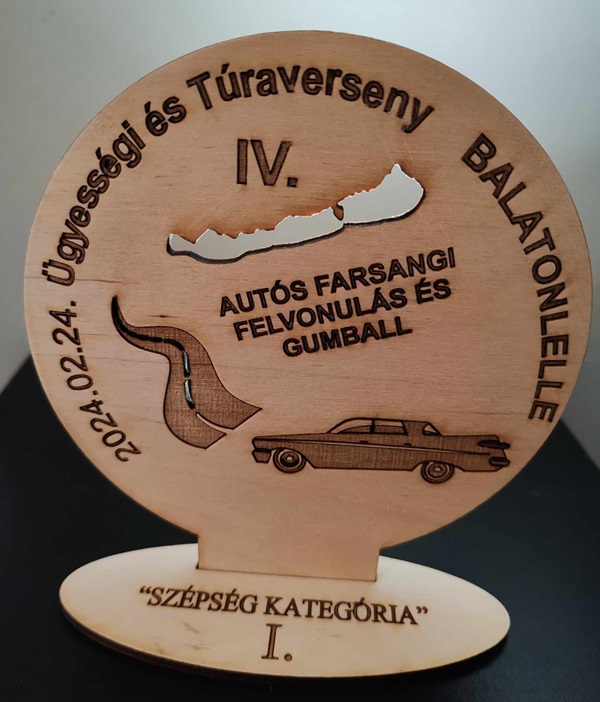 2024.02.24. Ügyességi és Túraverseny BALATONLELLE
IV.
AUTÓS FARSANGI
FELVONULÁS ÉS
GUMBALL
“SZÉPSÉG KATEGÓRIA”
I.